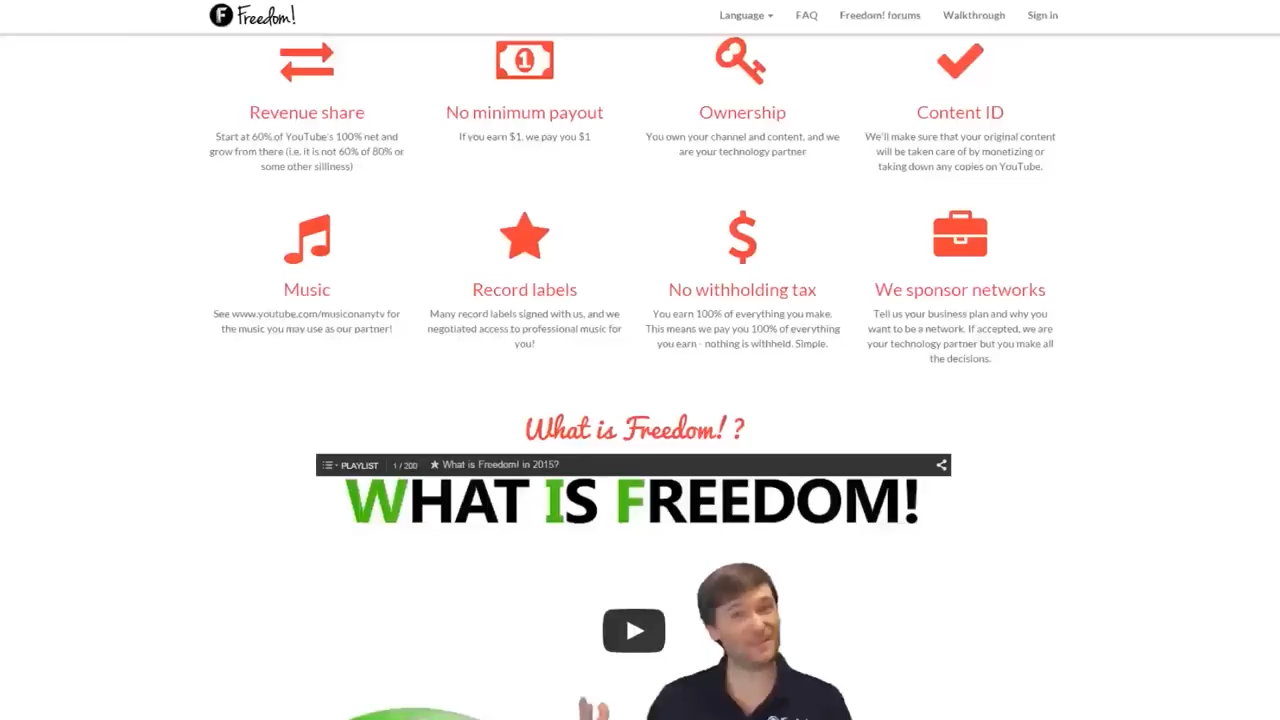 Freedom!
Language
FAQ
Freedom! forums
Walkthrough
Sign in
1
Revenue share
Start at 60% of YouTube's 100% net and
grow from there (i.e. it is not 60% of 80% or
some other silliness)
No minimum payout
If you earn $1, we pay you $1
Ownership
You own your channel and content, and we
are your technology partner
Content ID
We'll make sure that your original content
will be taken care of by monetizing or
taking down any copies on YouTube.
Music
See www.youtube.com/musiconanytv for
the music you may use as our partner!
Record labels
Many record labels signed with us, and we
negotiated access to professional music for
you!
No withholding tax
You earn 100% of everything you make.
This means we pay you 100% of everything
you earn - nothing is withheld. Simple.
We sponsor networks
Tell us your business plan and why you
want to be a network. If accepted, we are
your technology partner but you make all
the decisions.
What is Freedom! ?
PLAYLIST 1 / 200 ★ What is Freedom! in 2015?
WHAT IS FREEDOM!